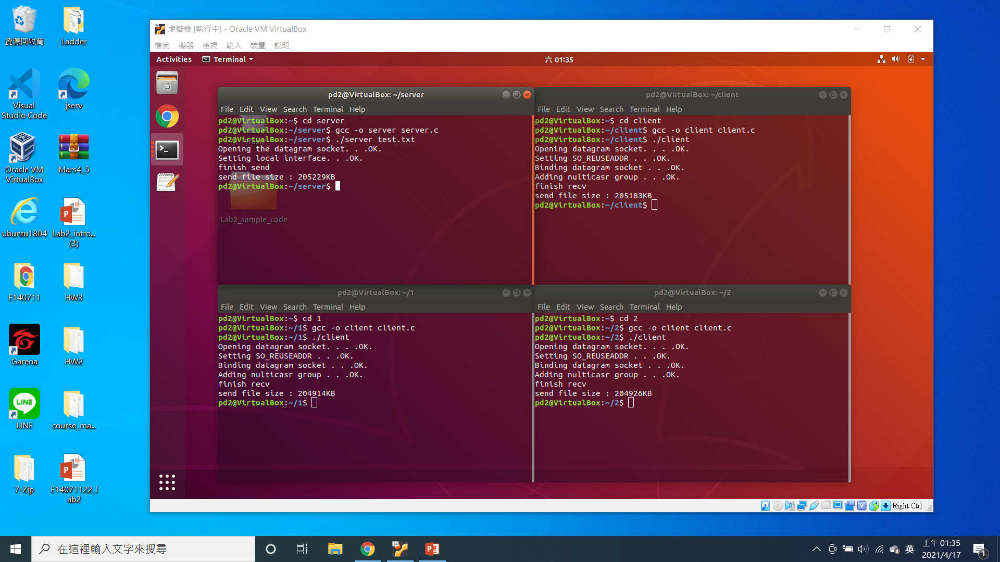 資源回收筒
Ladder
Visual
Studio Code
jserv
Oracle VM
VirtualBox
Mars4_5
ubuntu1804
Lab2_intro...
(3)
E140711
HW3
Garena
HW2
LINE
course_ma...
7-Zip
E14071122_l
ab2
虛擬機 [執行中] - Oracle VM VirtualBox
檔案 機器 檢視 輸入 裝置 說明
Activities Terminal 六 01:35
pd2@VirtualBox: ~/server
File Edit View Search Terminal Help
pd2@VirtualBox:~$ cd server
pd2@VirtualBox:~/server$ gcc -o server server.c
pd2@VirtualBox:~/server$ ./server test.txt
Trash
Opening the datagram socket. . .OK.
Setting local interface. . .OK.
finish send
send file size : 205229KB
pd2@VirtualBox:~/server$
Lab2_sample_code
pd2@VirtualBox: ~/client
File Edit View Search Terminal Help
pd2@VirtualBox:~$ cd client
pd2@VirtualBox:~/client$ gcc -o client client.c
pd2@VirtualBox:~/client$ ./client
Opening datagram socket. . . .OK.
Setting SO_REUSEADDR . . .OK.
Binding datagram socket . . .OK.
Adding nulticasr group . . .OK.
finish recv
send file size : 205183KB
pd2@VirtualBox:~/client$
pd2@VirtualBox: ~/1
File Edit View Search Terminal Help
pd2@VirtualBox:~$ cd 1
pd2@VirtualBox:~/1$ gcc -o client client.c
pd2@VirtualBox:~/1$ ./client
Opening datagram socket. . . .OK.
Setting SO_REUSEADDR . . .OK.
Binding datagram socket . . .OK.
Adding nulticasr group . . .OK.
finish recv
send file size : 204914KB
pd2@VirtualBox:~/1$
pd2@VirtualBox: ~/2
File Edit View Search Terminal Help
pd2@VirtualBox:~$ cd 2
pd2@VirtualBox:~/2$ gcc -o client client.c
pd2@VirtualBox:~/2$ ./client
Opening datagram socket. . . .OK.
Setting SO_REUSEADDR . . .OK.
Binding datagram socket . . .OK.
Adding nulticasr group . . .OK.
finish recv
send file size : 204926KB
pd2@VirtualBox:~/2$
Right Ctrl
在這裡輸入文字來搜尋
英
上午 01:35
2021/4/17
1